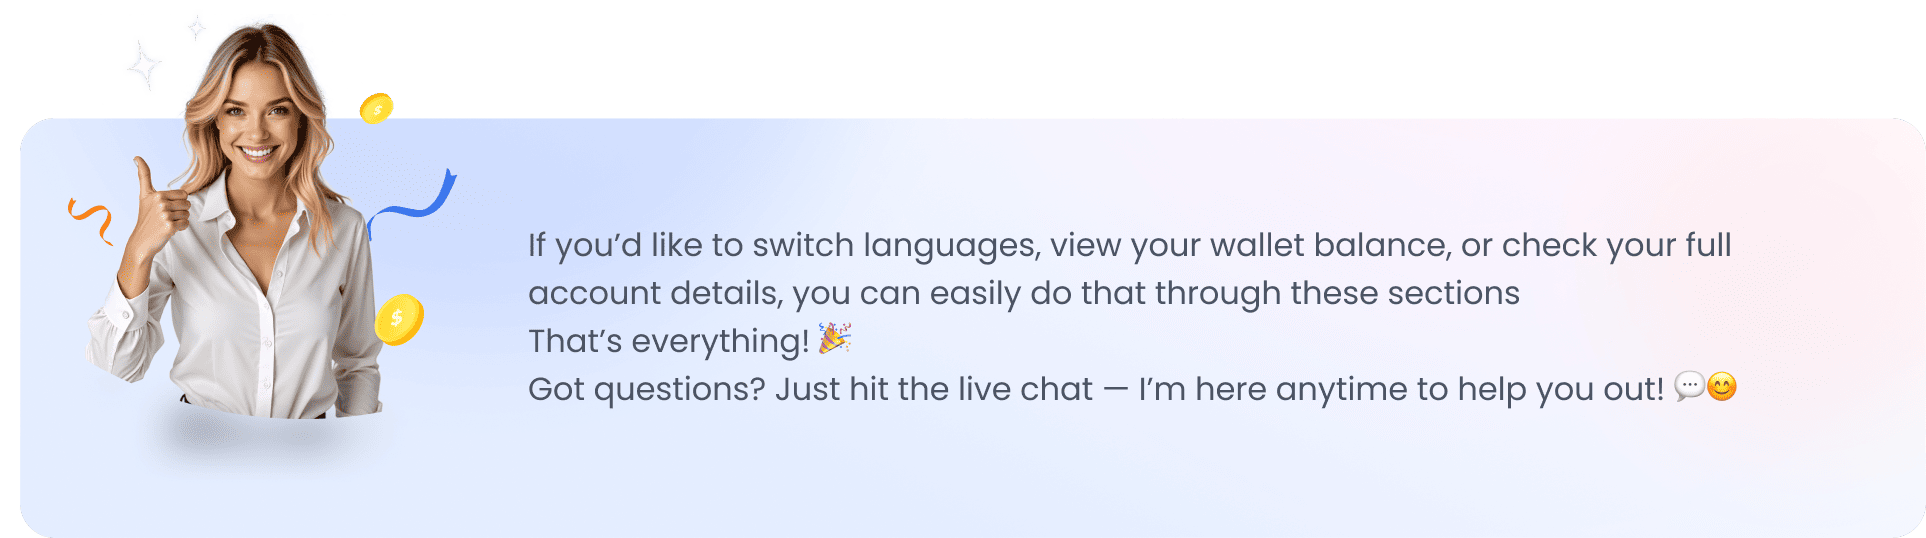 If you’d like to switch languages, view your wallet balance, or check your full
account details, you can easily do that through these sections
That’s everything! 🎉
Got questions? Just hit the live chat — I’m here anytime to help you out! 💬😊
$
$